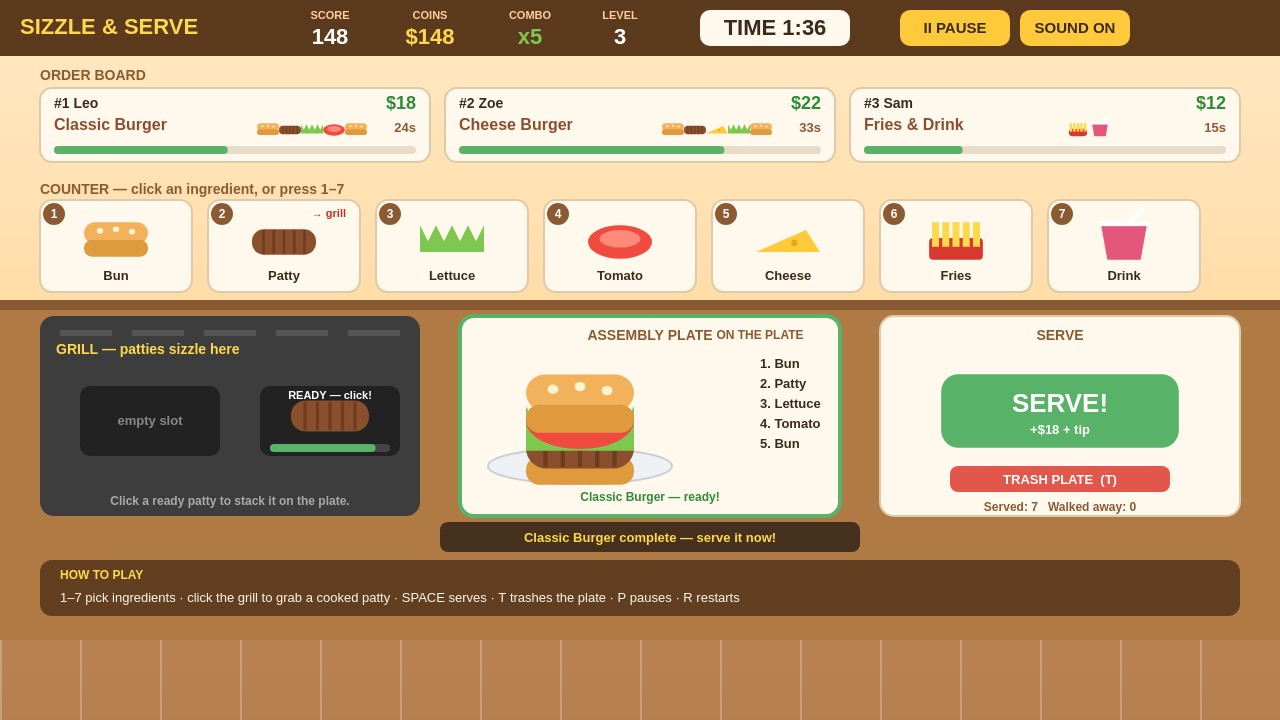 SIZZLE & SERVE
SCORE
148
COINS
$148
COMBO
x5
LEVEL
3
TIME 1:36
II PAUSE
SOUND ON
ORDER BOARD
#1 Leo
$18
Classic Burger
24s
#2 Zoe
$22
Cheese Burger
33s
#3 Sam
$12
Fries & Drink
15s
COUNTER — click an ingredient, or press 1–7
1
Bun
2
→ grill
Patty
3
Lettuce
4
Tomato
5
Cheese
6
Fries
7
Drink
GRILL — patties sizzle here
empty slot
READY — click!
Click a ready patty to stack it on the plate.
ASSEMBLY PLATE
ON THE PLATE
1. Bun
2. Patty
3. Lettuce
4. Tomato
5. Bun
Classic Burger — ready!
SERVE
SERVE!
+$18 + tip
TRASH PLATE (T)
Served: 7 Walked away: 0
Classic Burger complete — serve it now!
HOW TO PLAY
1–7 pick ingredients · click the grill to grab a cooked patty · SPACE serves · T trashes the plate · P pauses · R restarts